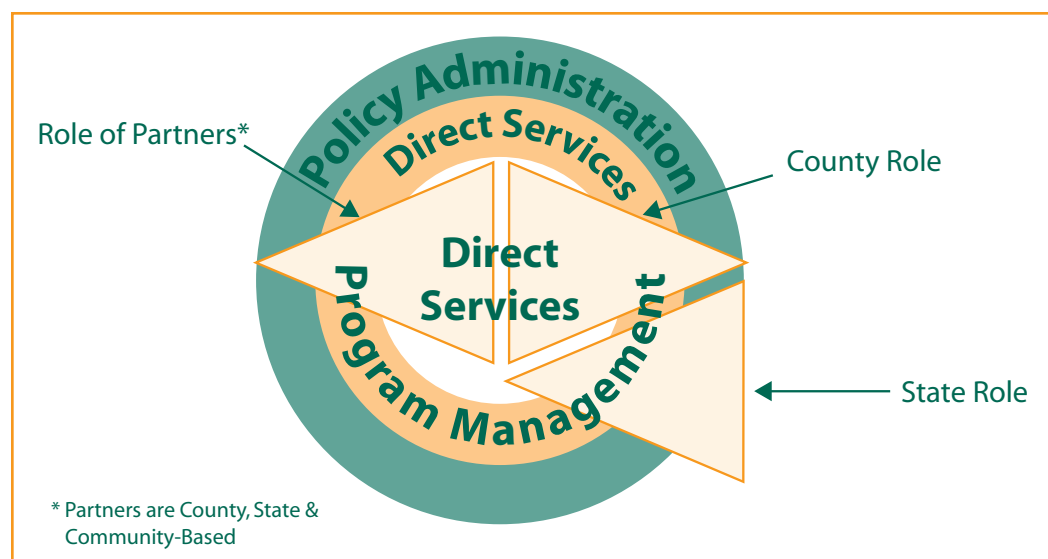 Policy Administration
Direct Services
Role of Partners*
County Role
Direct
Services
Program Management
State Role
* Partners are County, State &
Community-Based